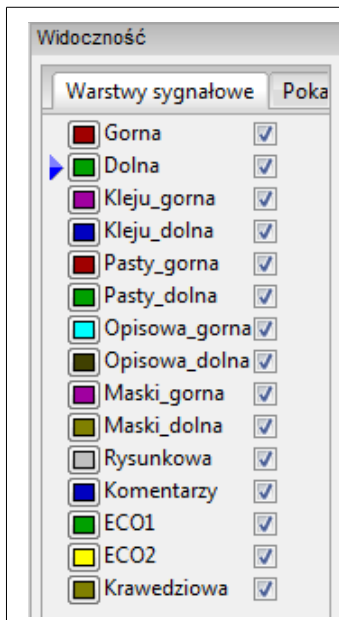 Widoczność
Warstwy sygnałowe Poka
Gorna
Dolna
Kleju_gorna
Kleju_dolna
Pasty_gorna
Pasty_dolna
Opisowa_gorna
Opisowa_dolna
Maski_gorna
Maski_dolna
Rysunkowa
Komentarzy
ECO1
ECO2
Krawedziowa